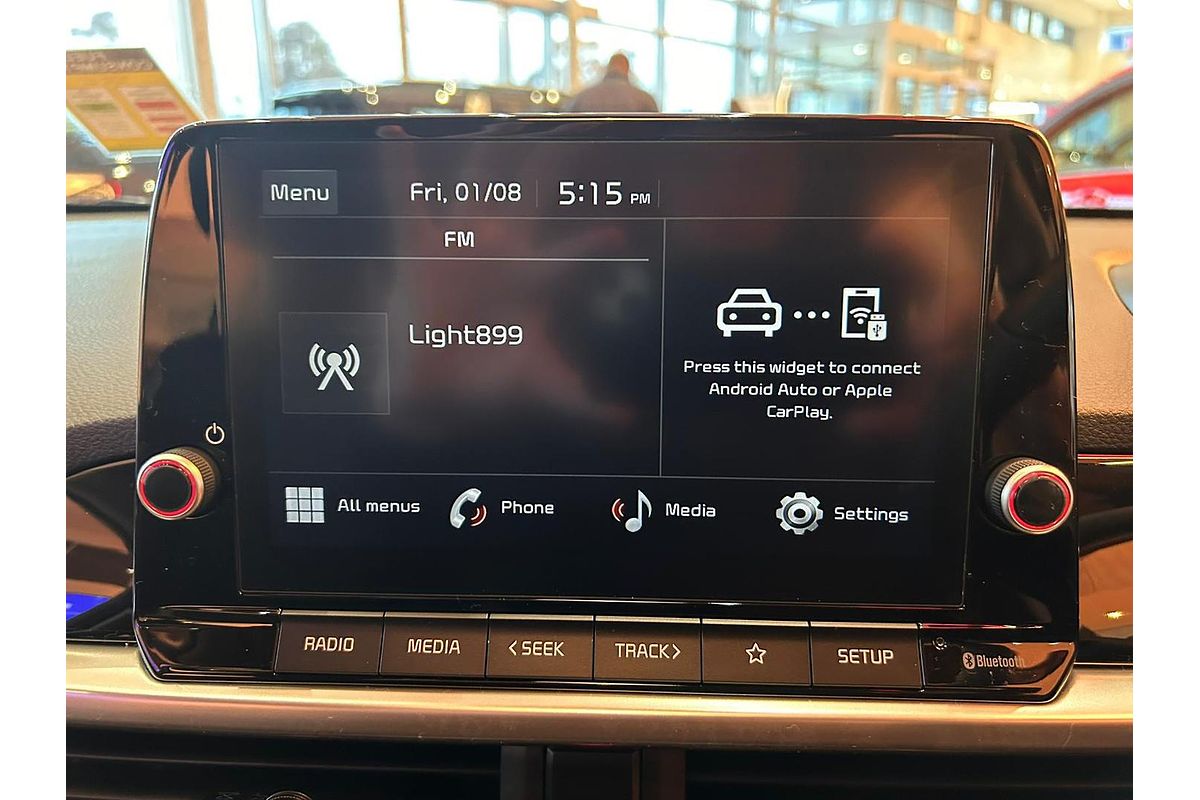 Menu
Fri, 01/08
5:15 PM
FM
Light899
Press this widget to connect
Android Auto or Apple
CarPlay.
All menus
Phone
Media
Settings
RADIO
MEDIA
<SEEK
TRACK>
SETUP
Bluetooth